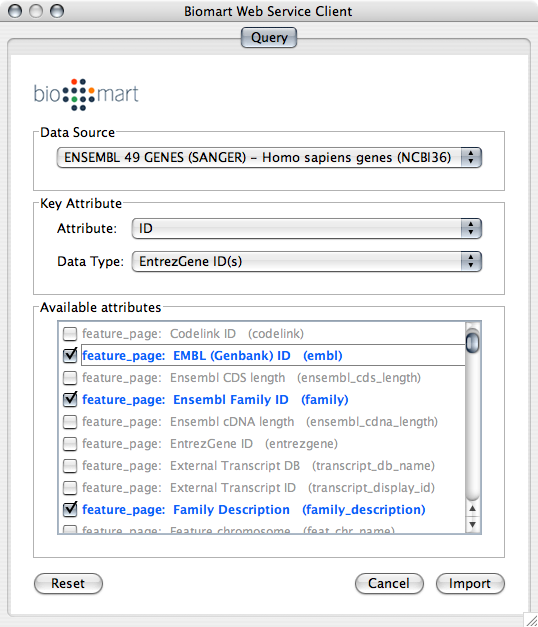 Biomart Web Service Client
Query
bio mart
Data Source
ENSEMBL 49 GENES (SANGER) - Homo sapiens genes (NCBI36)
Key Attribute
Attribute: ID
Data Type: EntrezGene ID(s)
Available attributes
feature_page: Codelink ID (codelink)
feature_page: EMBL (Genbank) ID (embl)
feature_page: Ensembl CDS length (ensembl_cds_length)
feature_page: Ensembl Family ID (family)
feature_page: Ensembl cDNA length (ensembl_cdna_length)
feature_page: EntrezGene ID (entrezgene)
feature_page: External Transcript DB (transcript_db_name)
feature_page: External Transcript ID (transcript_display_id)
feature_page: Family Description (family_description)
feature_page: Feature chromosome (feat_chr_name)
Reset Cancel Import